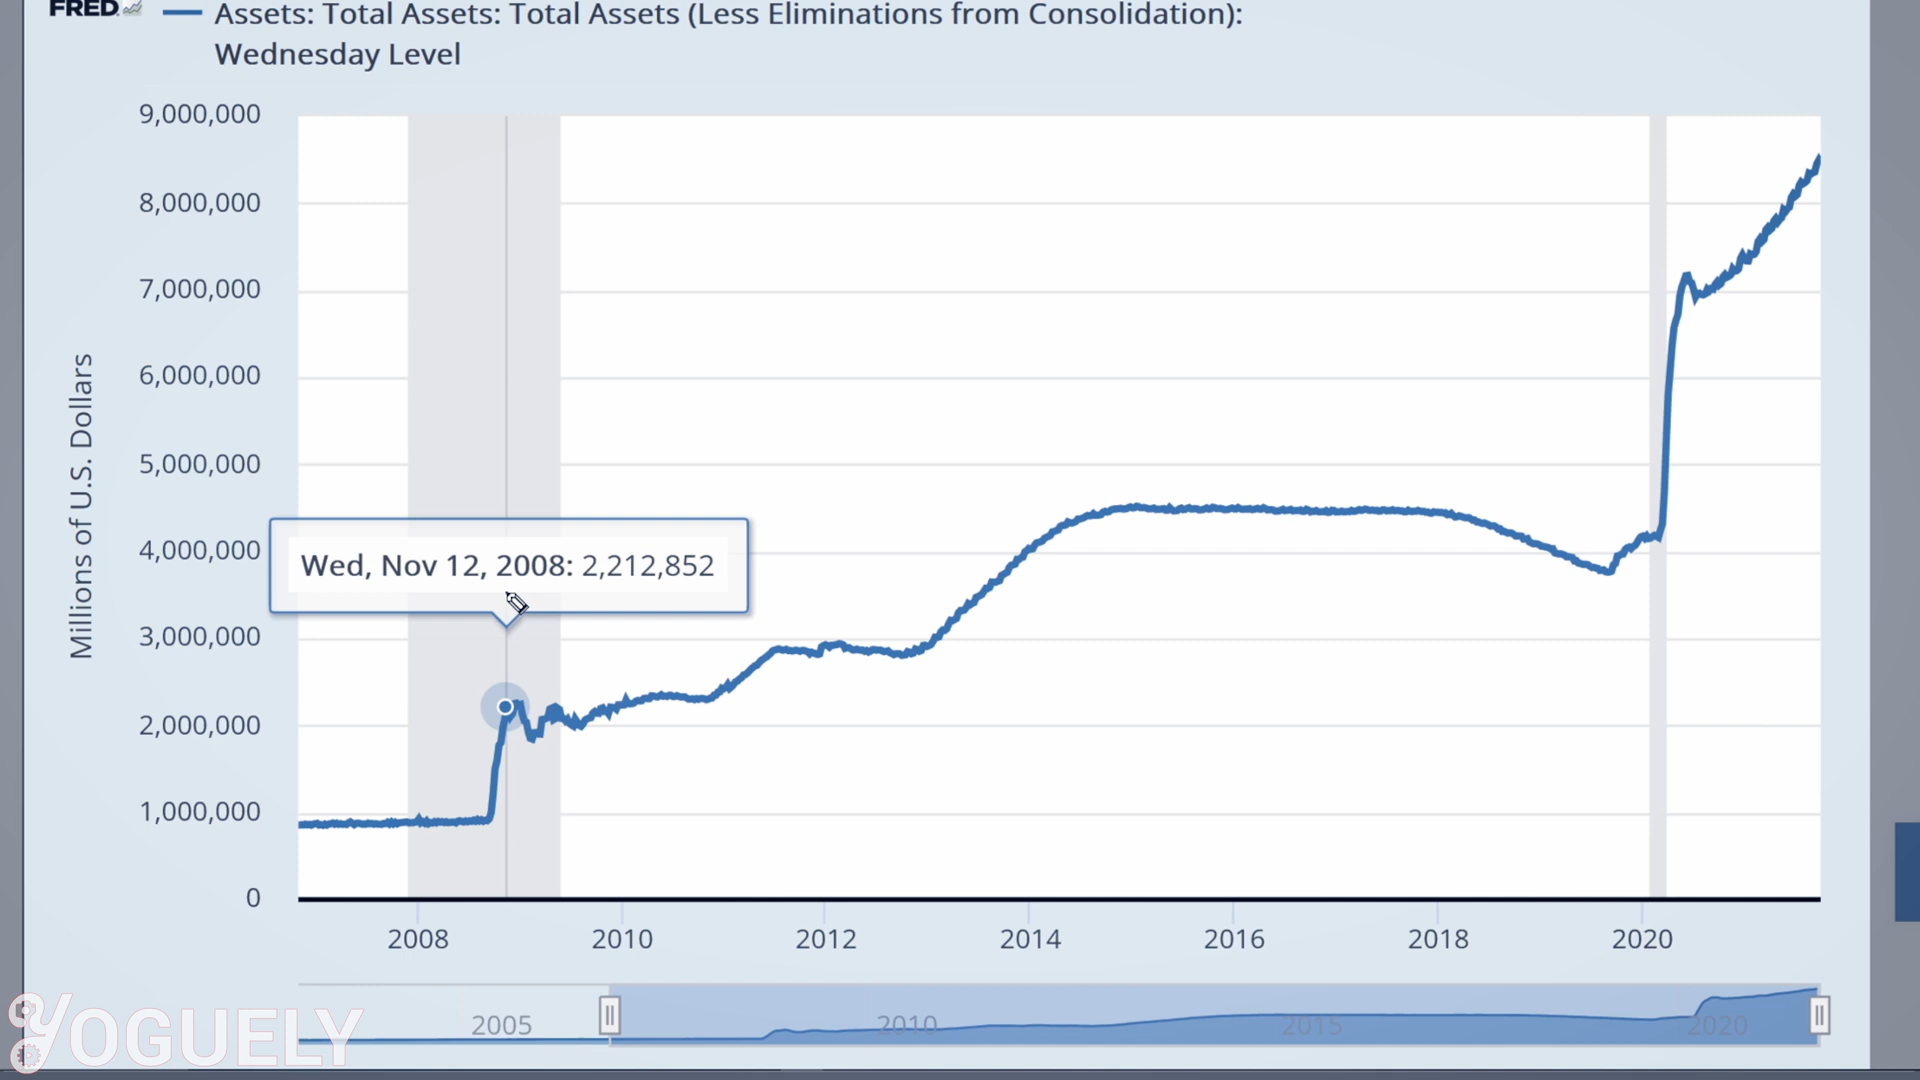 FRED
Assets: Total Assets: Total Assets (Less Eliminations from Consolidation):
Wednesday Level
9,000,000
8,000,000
7,000,000
6,000,000
5,000,000
4,000,000
3,000,000
2,000,000
1,000,000
0
Millions of U.S. Dollars
Wed, Nov 12, 2008: 2,212,852
2008 2010 2012 2014 2016 2018 2020
2005 2010 2015 2020
YOGUELY